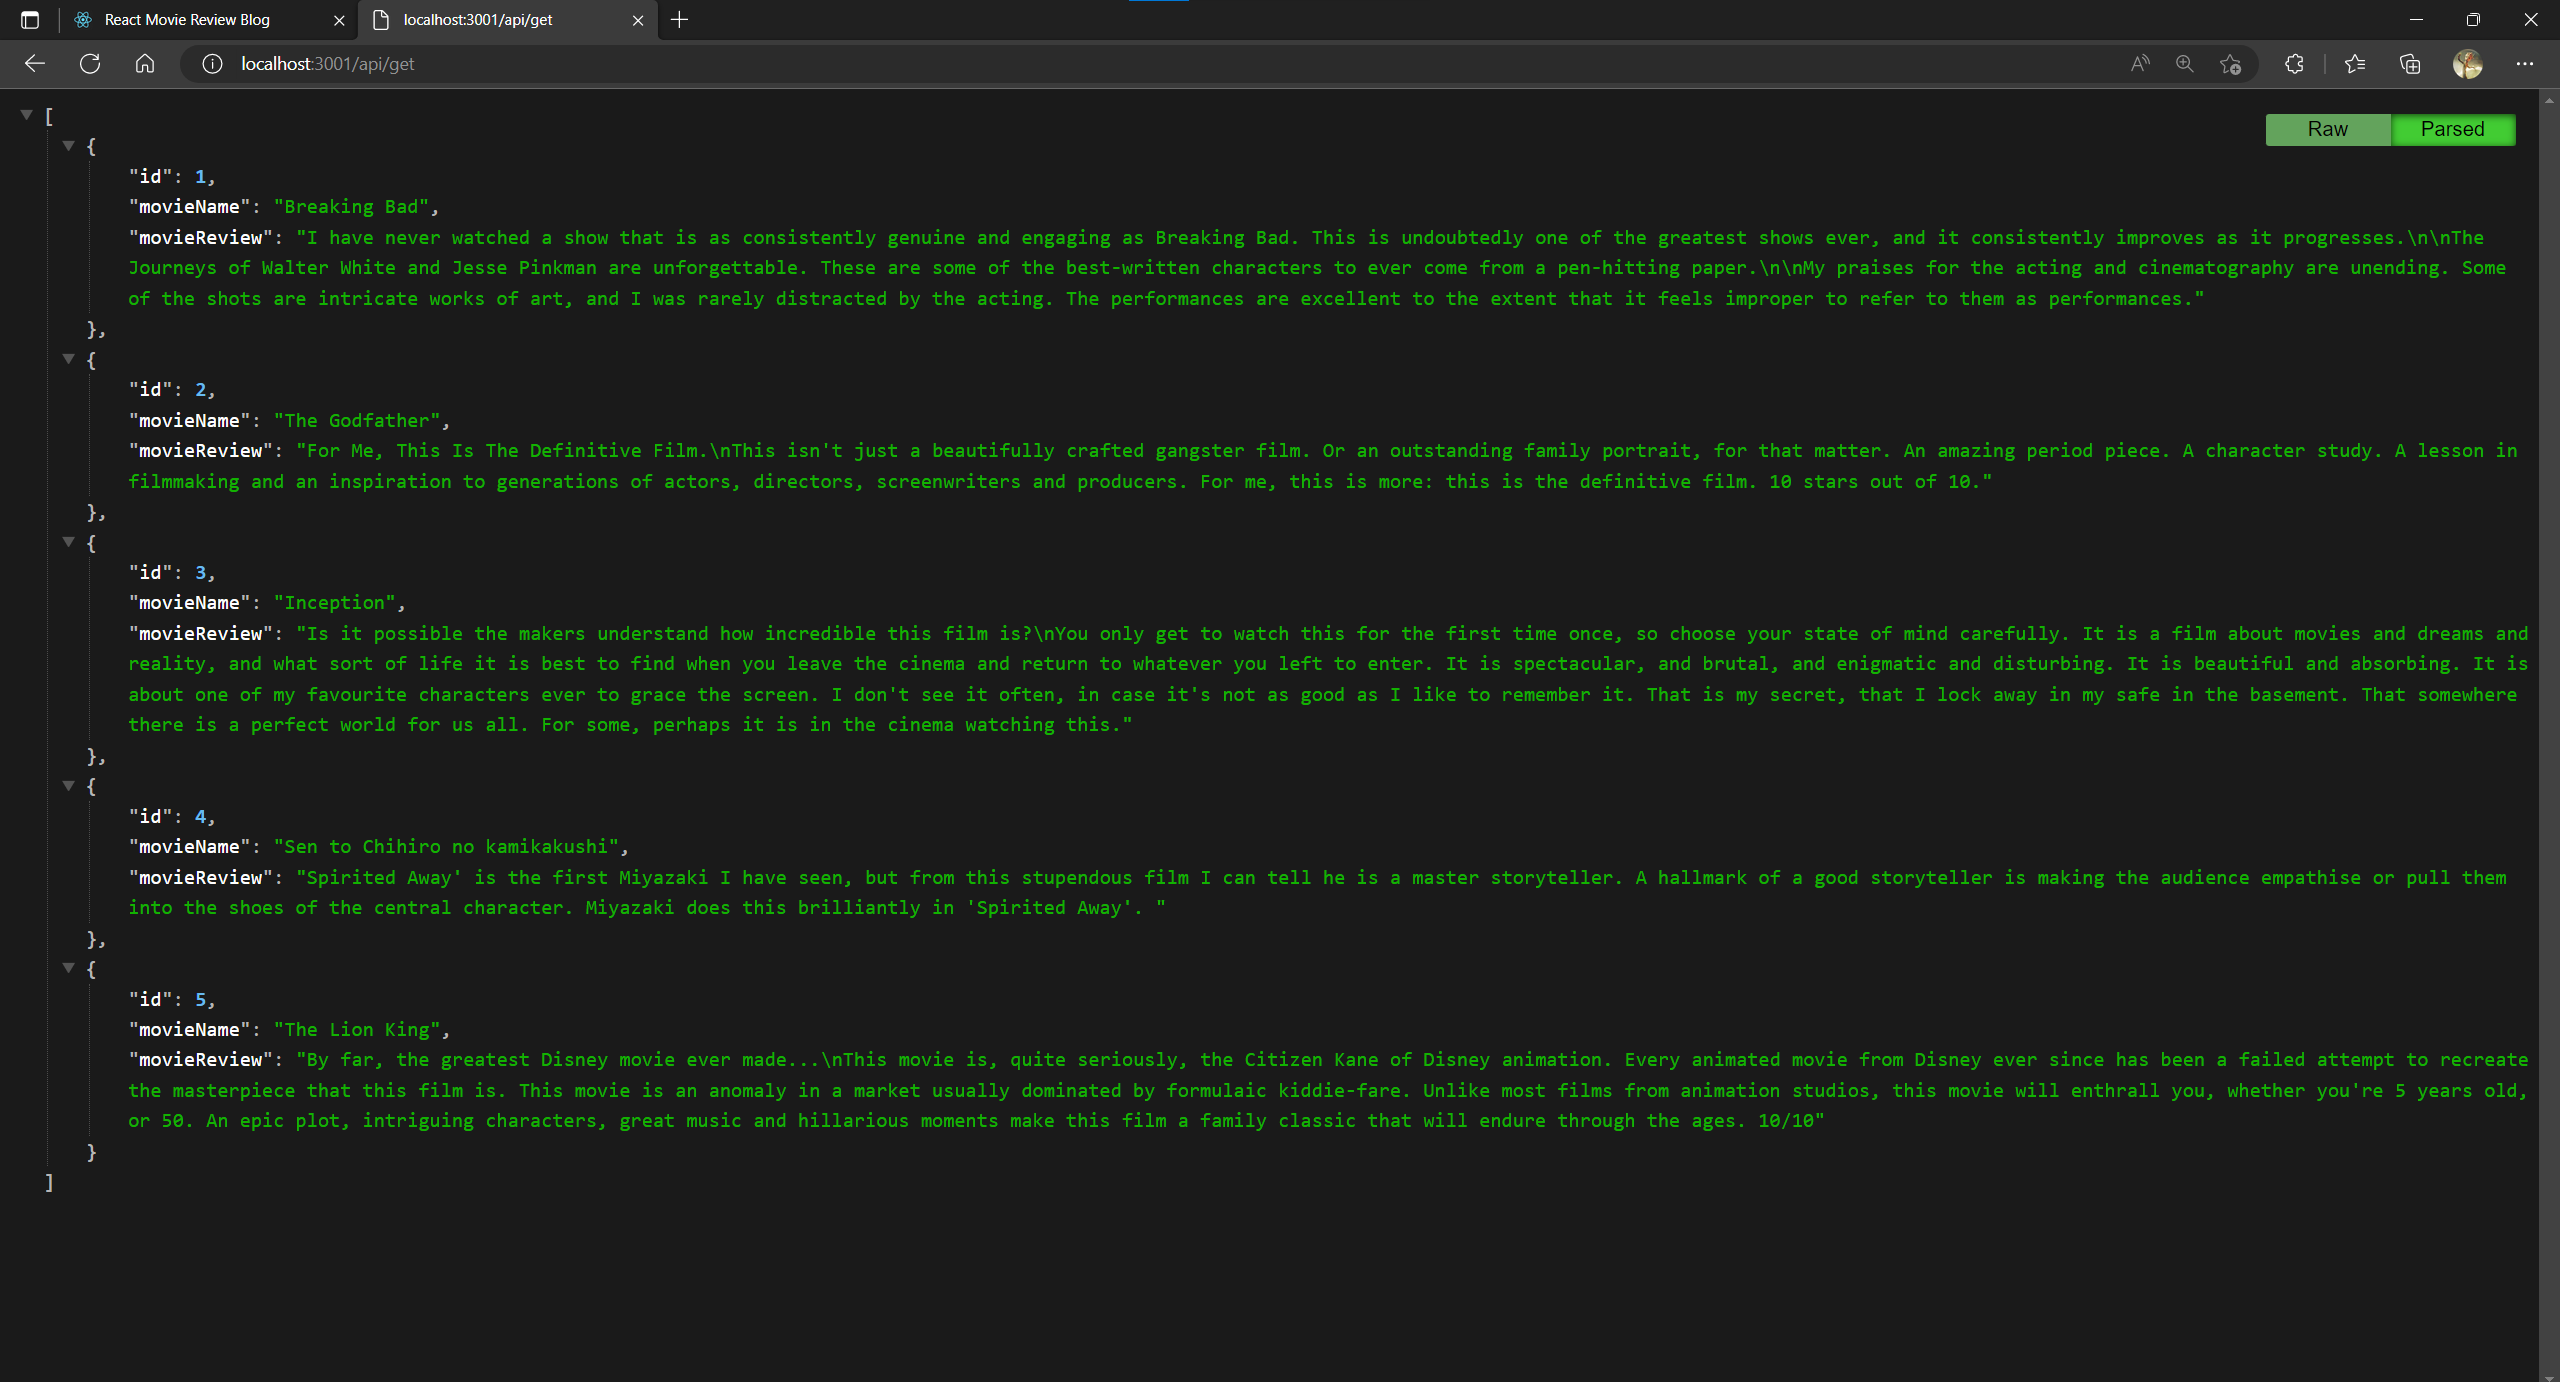 React Movie Review Blog
localhost:3001/api/get
localhost:3001/api/get
Raw Parsed
[
{
"id": 1,
"movieName": "Breaking Bad",
"movieReview": "I have never watched a show that is as consistently genuine and engaging as Breaking Bad. This is undoubtedly one of the greatest shows ever, and it consistently improves as it progresses.\n\nThe
Journeys of Walter White and Jesse Pinkman are unforgettable. These are some of the best-written characters to ever come from a pen-hitting paper.\n\nMy praises for the acting and cinematography are unending. Some
of the shots are intricate works of art, and I was rarely distracted by the acting. The performances are excellent to the extent that it feels improper to refer to them as performances."
},
{
"id": 2,
"movieName": "The Godfather",
"movieReview": "For Me, This Is The Definitive Film.\nThis isn't just a beautifully crafted gangster film. Or an outstanding family portrait, for that matter. An amazing period piece. A character study. A lesson in
filmmaking and an inspiration to generations of actors, directors, screenwriters and producers. For me, this is more: this is the definitive film. 10 stars out of 10."
},
{
"id": 3,
"movieName": "Inception",
"movieReview": "Is it possible the makers understand how incredible this film is?\nYou only get to watch this for the first time once, so choose your state of mind carefully. It is a film about movies and dreams and
reality, and what sort of life it is best to find when you leave the cinema and return to whatever you left to enter. It is spectacular, and brutal, and enigmatic and disturbing. It is beautiful and absorbing. It is
about one of my favourite characters ever to grace the screen. I don't see it often, in case it's not as good as I like to remember it. That is my secret, that I lock away in my safe in the basement. That somewhere
there is a perfect world for us all. For some, perhaps it is in the cinema watching this."
},
{
"id": 4,
"movieName": "Sen to Chihiro no kamikakushi",
"movieReview": "Spirited Away' is the first Miyazaki I have seen, but from this stupendous film I can tell he is a master storyteller. A hallmark of a good storyteller is making the audience empathise or pull them
into the shoes of the central character. Miyazaki does this brilliantly in 'Spirited Away'. "
},
{
"id": 5,
"movieName": "The Lion King",
"movieReview": "By far, the greatest Disney movie ever made...\nThis movie is, quite seriously, the Citizen Kane of Disney animation. Every animated movie from Disney ever since has been a failed attempt to recreate
the masterpiece that this film is. This movie is an anomaly in a market usually dominated by formulaic kiddie-fare. Unlike most films from animation studios, this movie will enthrall you, whether you're 5 years old,
or 50. An epic plot, intriguing characters, great music and hillarious moments make this film a family classic that will endure through the ages. 10/10"
}
]